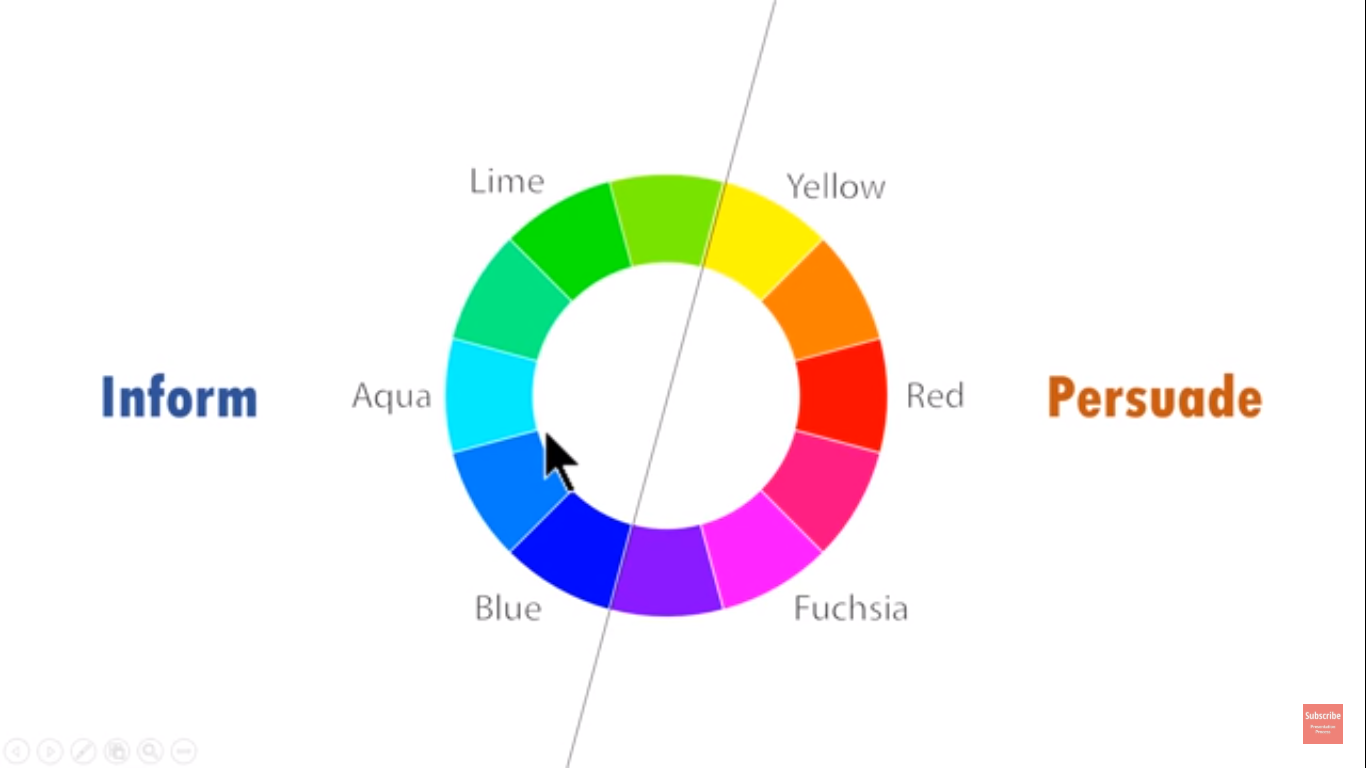 Lime
Yellow
Inform
Aqua
Red
Persuade
Blue
Fuchsia
Subscribe